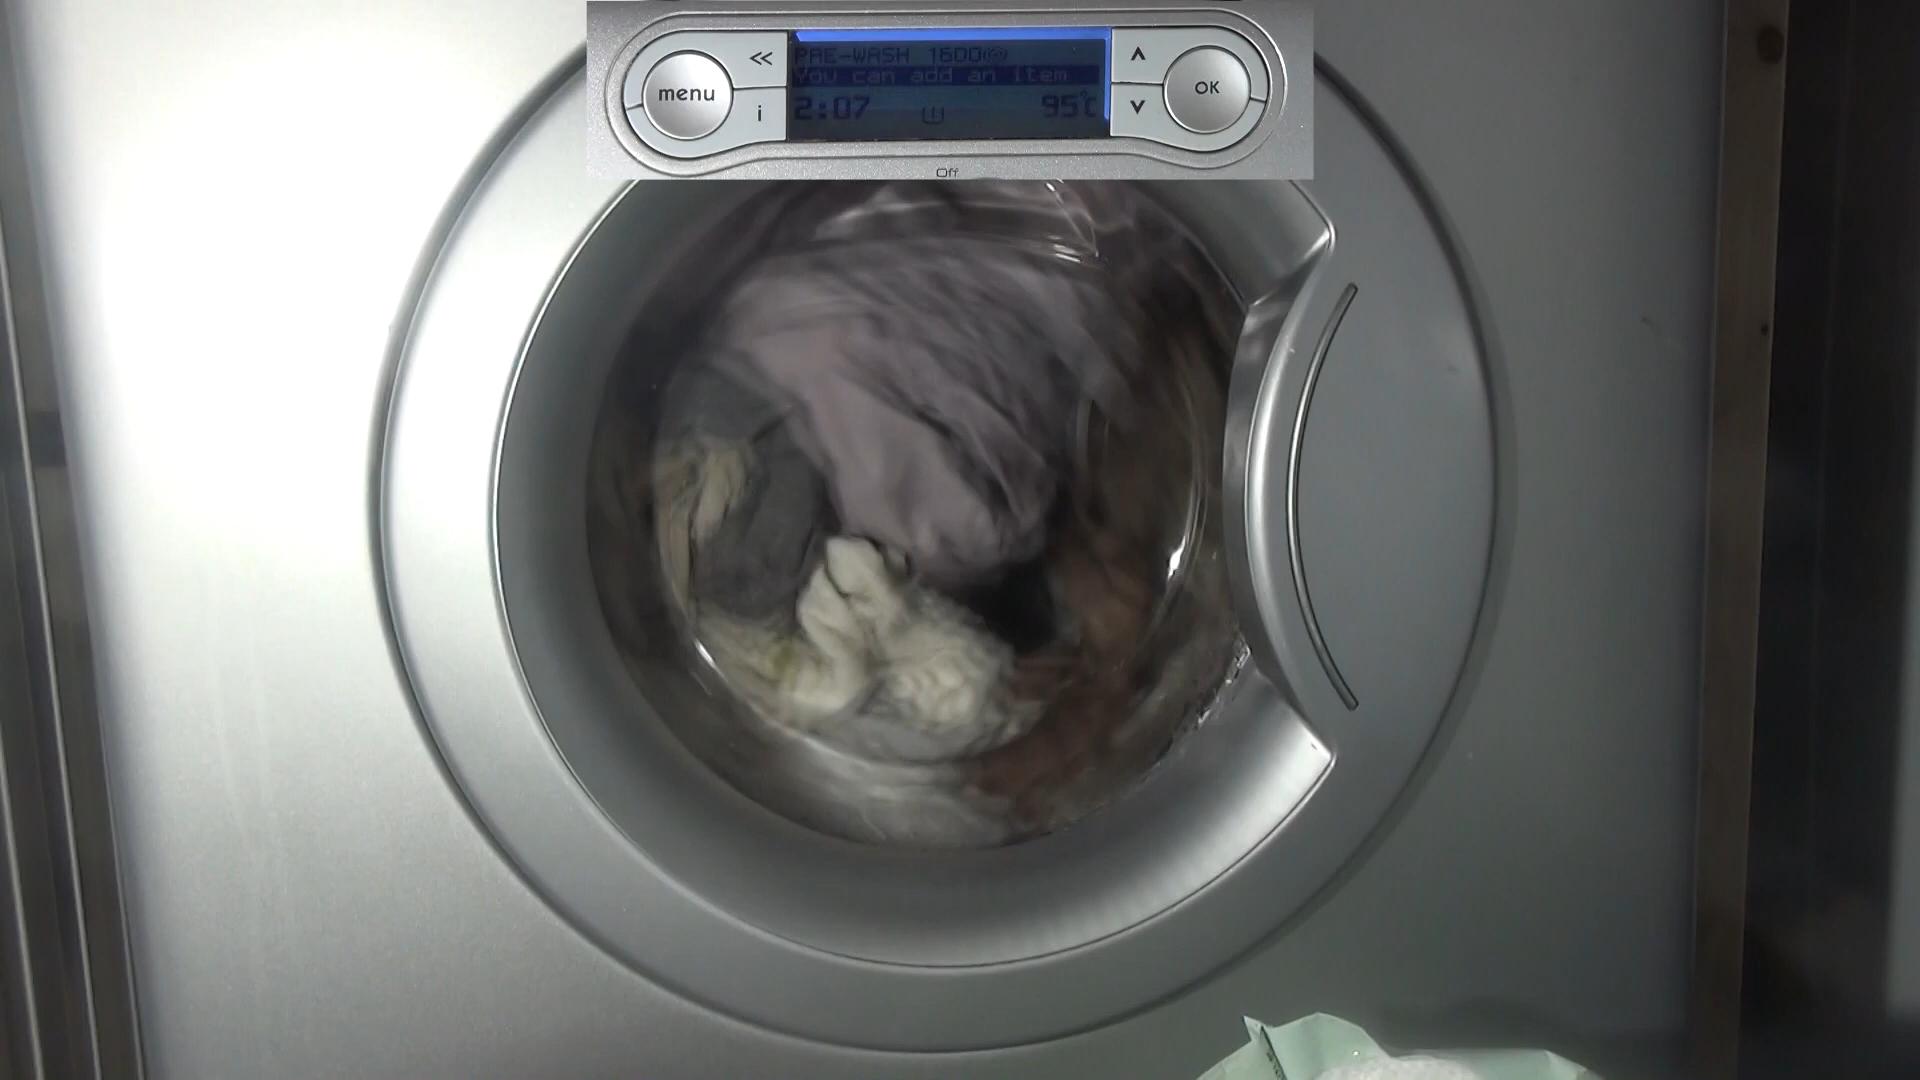 menu
<<
i
PRE-WASH 1600
You can add an item
2:07
95°C
OK
Off